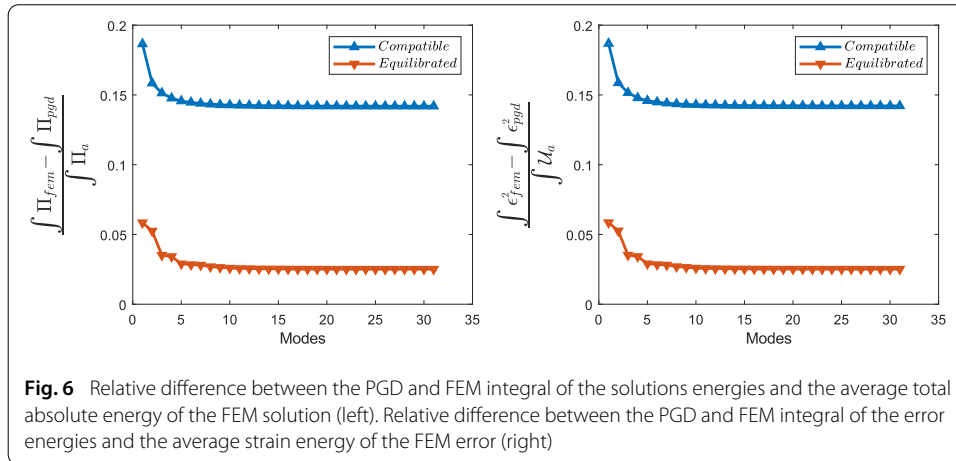 0.2
0.15
0.1
0.05
0
0 5 10 15 20 25 30 35
Modes
∫ Π_fem − ∫ Π_pgd
∫ Π_a
Compatible
Equilibrated
0.2
0.15
0.1
0.05
0
0 5 10 15 20 25 30 35
Modes
∫ ϵ²_fem − ∫ ϵ²_pgd
∫ 𝒰_a
Compatible
Equilibrated
Fig. 6 Relative difference between the PGD and FEM integral of the solutions energies and the average total
absolute energy of the FEM solution (left). Relative difference between the PGD and FEM integral of the error
energies and the average strain energy of the FEM error (right)